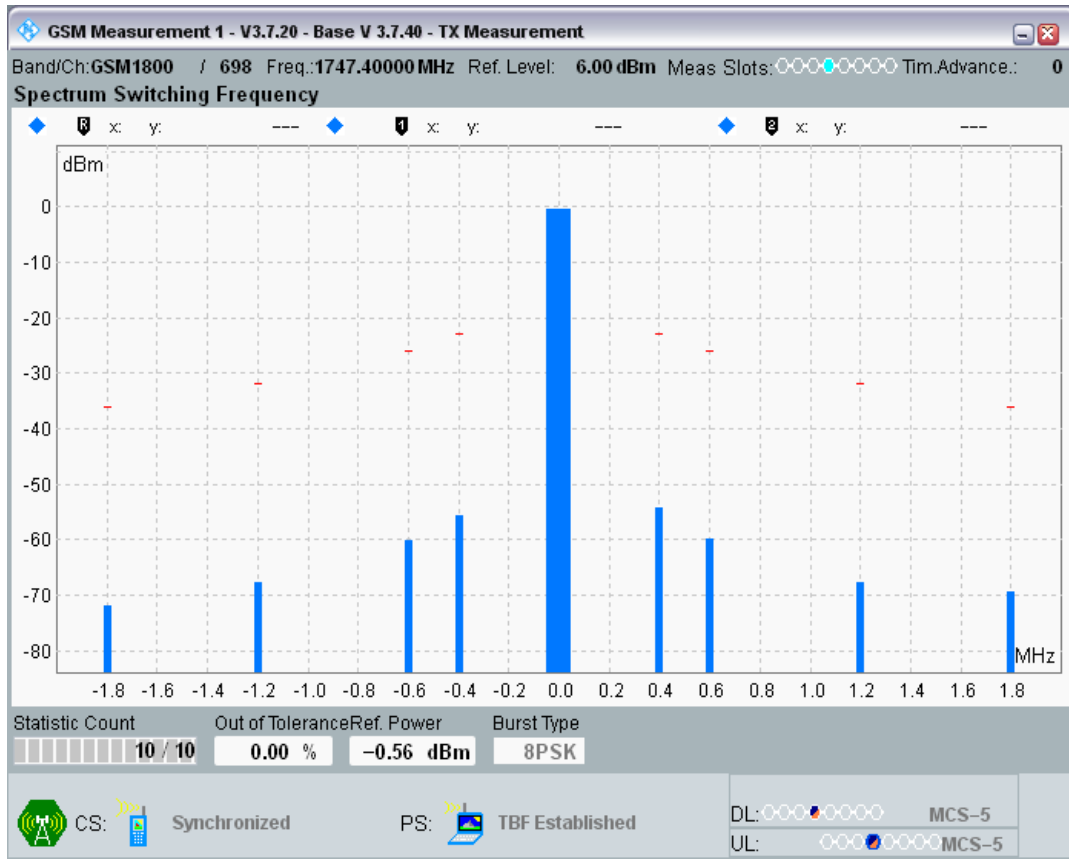 GSM Measurement 1 - V3.7.20 - Base V 3.7.40 - TX Measurement
Band/Ch:GSM1800 / 698 Freq.:1747.40000 MHz Ref. Level: 6.00 dBm Meas Slots: Tim.Advance.: 0
Spectrum Switching Frequency
R x: y: --- 1 x: y: --- 2 x: y: ---
dBm
0
-10
-20
-30
-40
-50
-60
-70
-80
MHz
-1.8 -1.6 -1.4 -1.2 -1.0 -0.8 -0.6 -0.4 -0.2 0.0 0.2 0.4 0.6 0.8 1.0 1.2 1.4 1.6 1.8
Statistic Count Out of Tolerance Ref. Power Burst Type
10 / 10 0.00 % −0.56 dBm 8PSK
CS: Synchronized PS: TBF Established
DL: MCS−5
UL: MCS−5